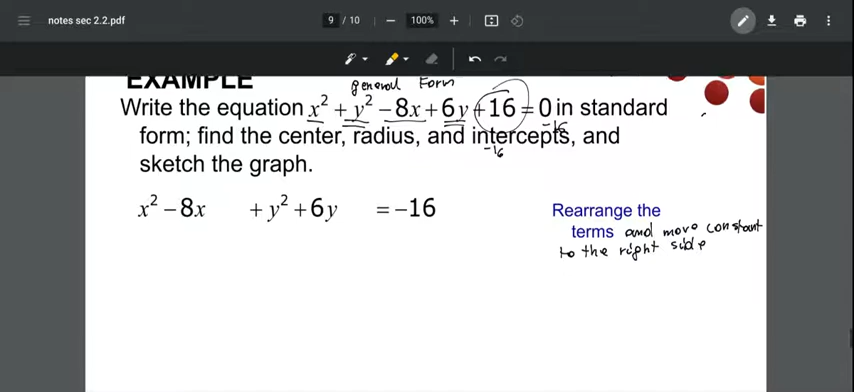 notes sec 2.2.pdf
9 / 10
100%
EXAMPLE
general Form
Write the equation x² + y² − 8x + 6y + 16 = 0 in standard
−16
form; find the center, radius, and intercepts, and
−16
sketch the graph.
x² − 8x + y² + 6y = −16
Rearrange the
terms and move constant
to the right side